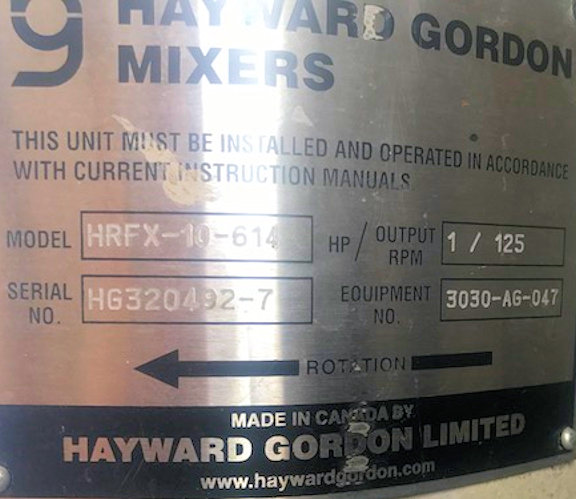 g HAYWARD GORDON
MIXERS
THIS UNIT MUST BE INSTALLED AND OPERATED IN ACCORDANCE
WITH CURRENT INSTRUCTION MANUALS.
MODEL HRFX-10-614 HP / OUTPUT RPM 1 / 125
SERIAL NO. HG320492-7 EQUIPMENT NO. 3030-AG-047
ROTATION
MADE IN CANADA BY
HAYWARD GORDON LIMITED
www.haywardgordon.com